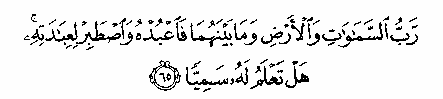 رَّبُّ ٱلسَّمَـٰوَٰتِ وَٱلْأَرْضِ وَمَا بَيْنَهُمَا فَٱعْبُدْهُ وَٱصْطَبِرْ لِعِبَـٰدَتِهِۦ ۚ
هَلْ تَعْلَمُ لَهُۥ سَمِيًّا ﴿٦٥﴾